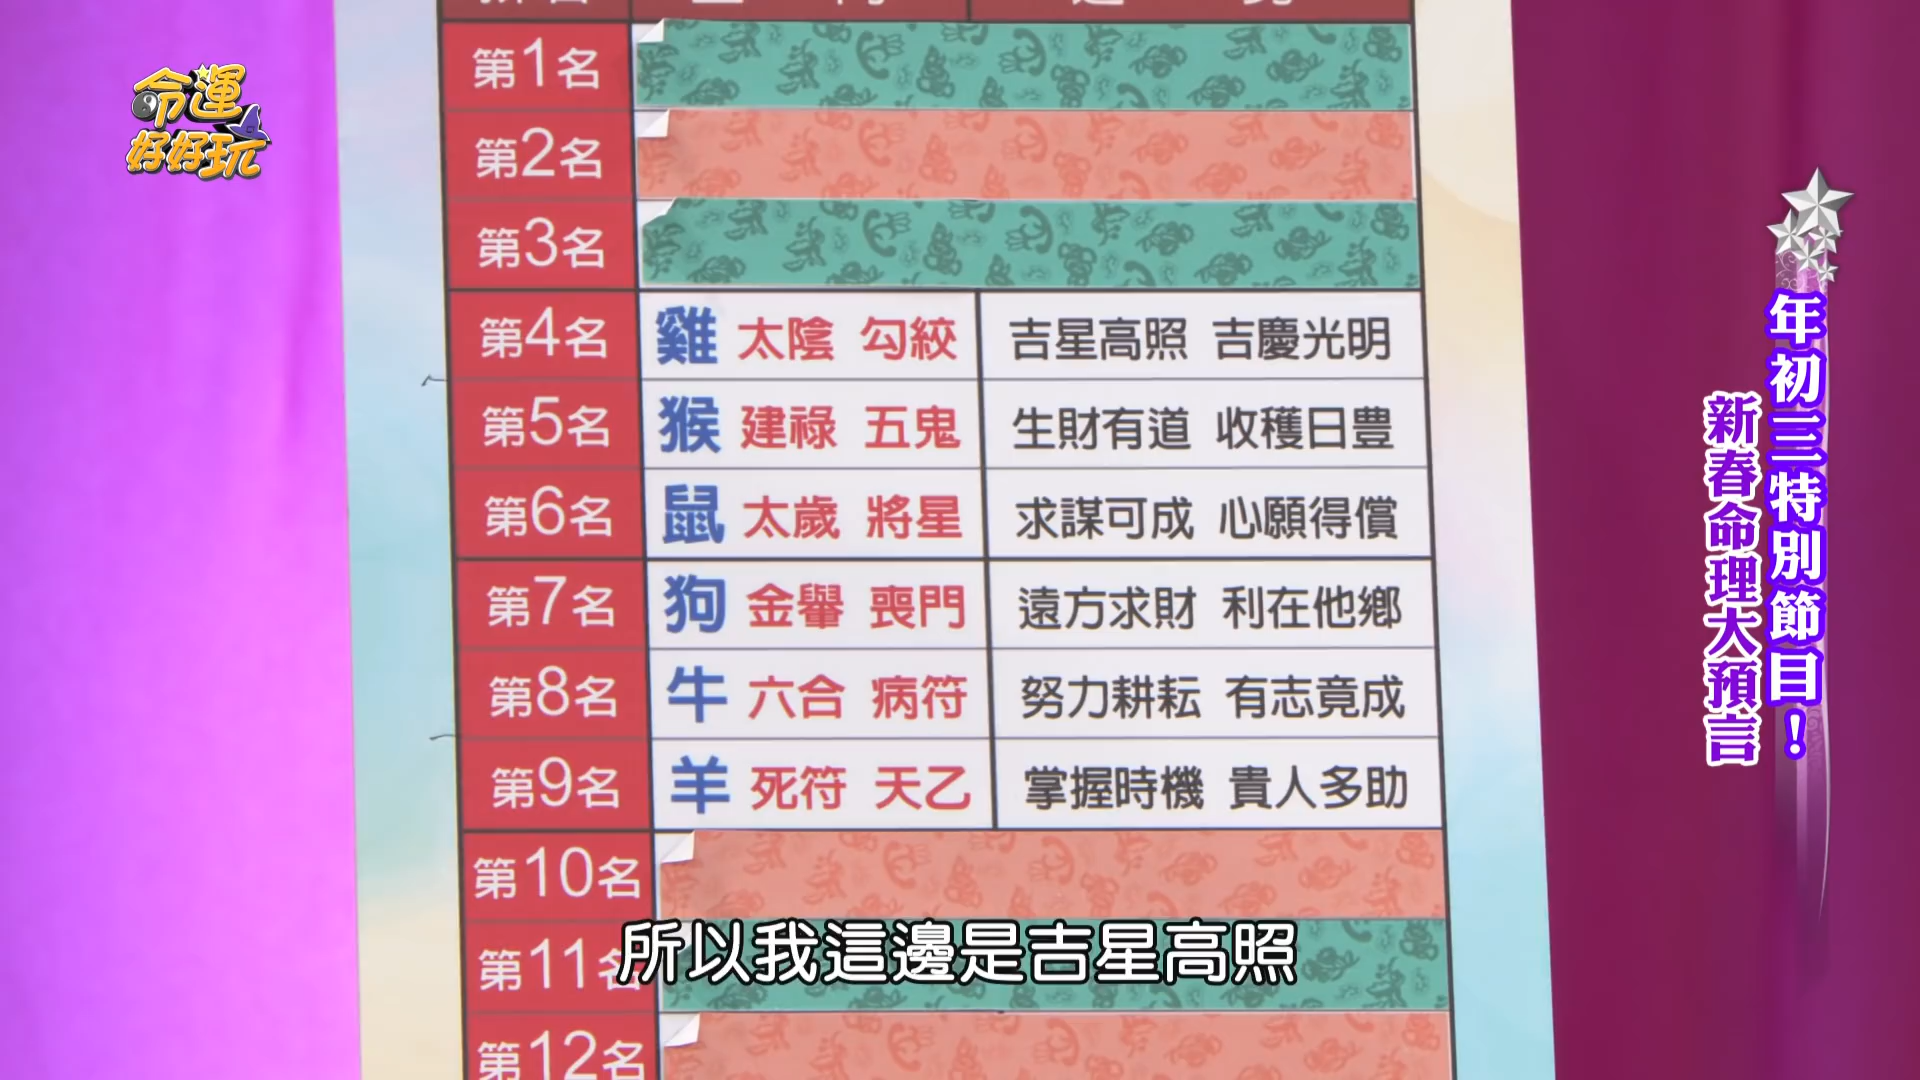 命運
好好玩
第1名
第2名
第3名
第4名 雞 太陰 勾絞 吉星高照 吉慶光明
第5名 猴 建祿 五鬼 生財有道 收穫日豐
第6名 鼠 太歲 將星 求謀可成 心願得償
第7名 狗 金轝 喪門 遠方求財 利在他鄉
第8名 牛 六合 病符 努力耕耘 有志竟成
第9名 羊 死符 天乙 掌握時機 貴人多助
第10名
第11名
第12名
所以我這邊是吉星高照
年初三特別節目！
新春命理大預言